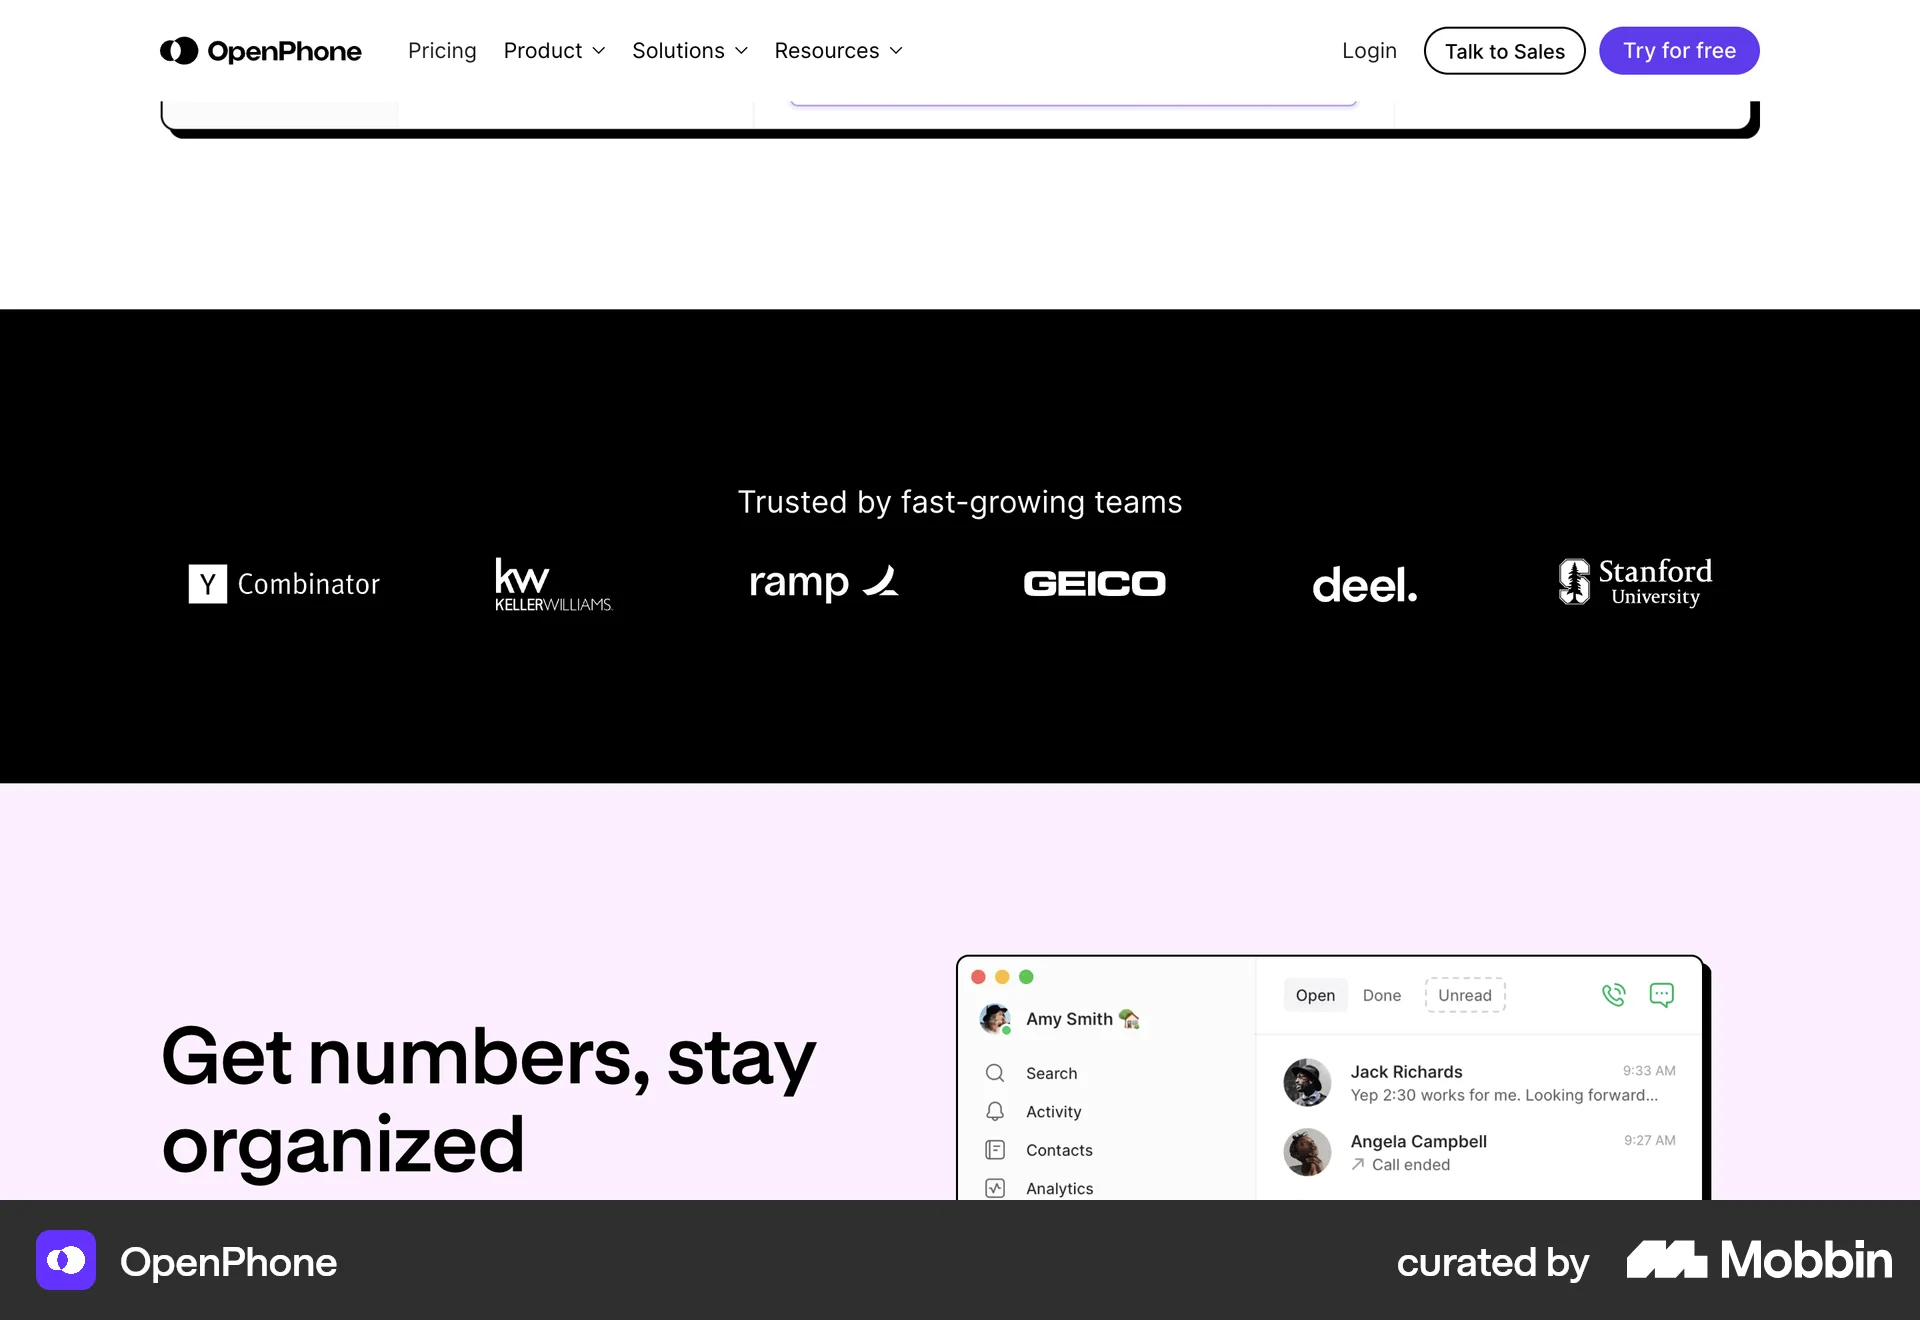 OpenPhone
Pricing
Product
Solutions
Resources
Login
Talk to Sales
Try for free
Trusted by fast-growing teams
Y Combinator
kw
KELLERWILLIAMS.
ramp
GEICO
deel.
Stanford
University
Get numbers, stay
organized
Amy Smith
Search
Activity
Contacts
Analytics
Open
Done
Unread
Jack Richards
9:33 AM
Yep 2:30 works for me. Looking forward...
Angela Campbell
9:27 AM
Call ended
OpenPhone
curated by
Mobbin